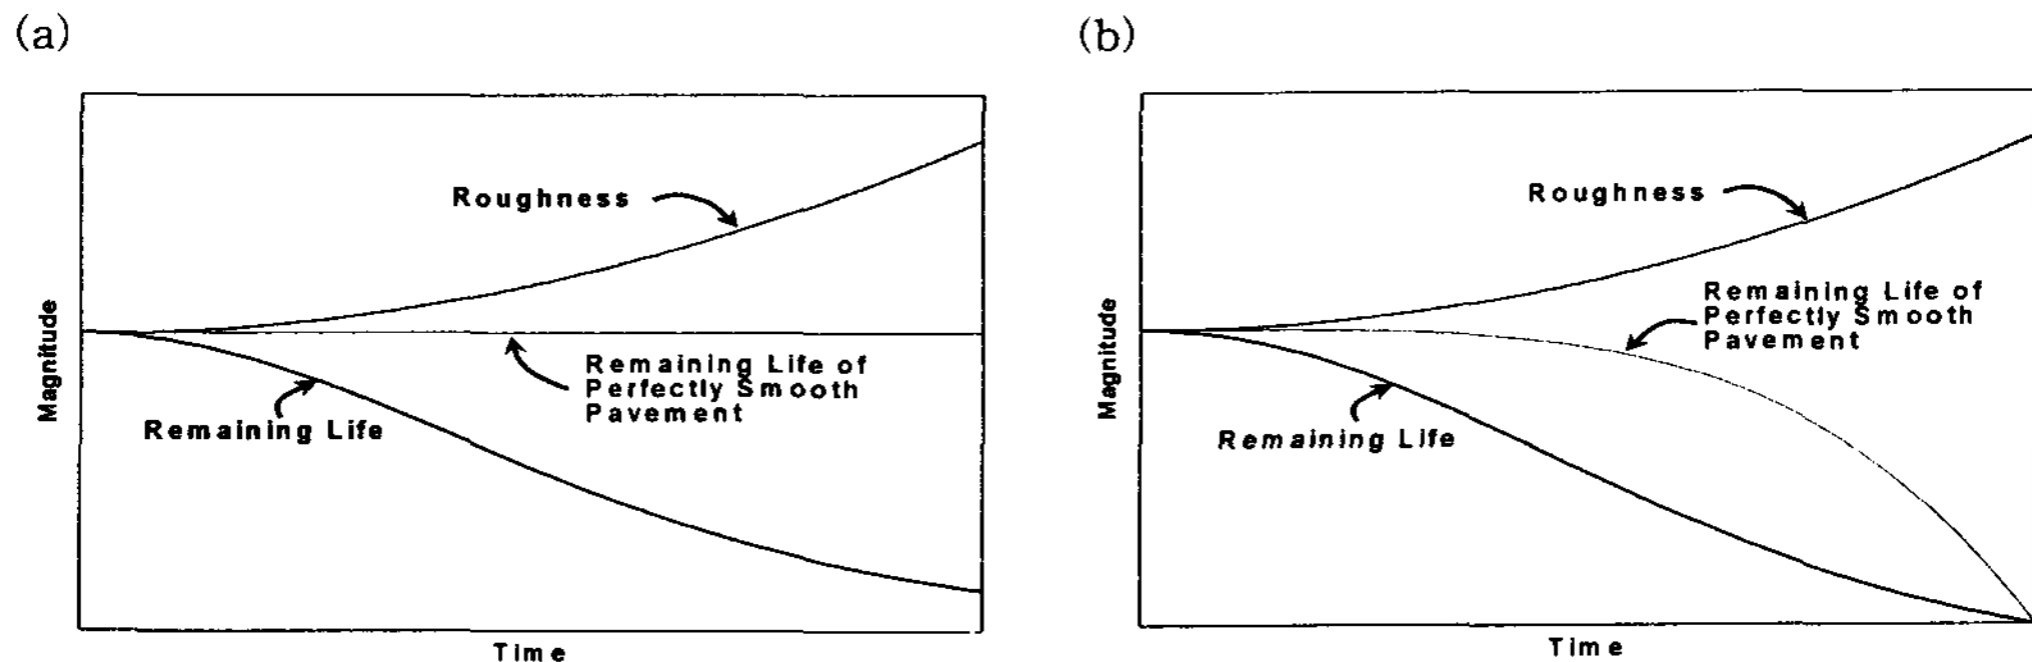 (a)
Roughness
Magnitude
Remaining Life of
Perfectly Smooth
Pavement
Remaining Life
Time
(b)
Roughness
Remaining Life of
Perfectly Smooth
Pavement
Magnitude
Remaining Life
Time